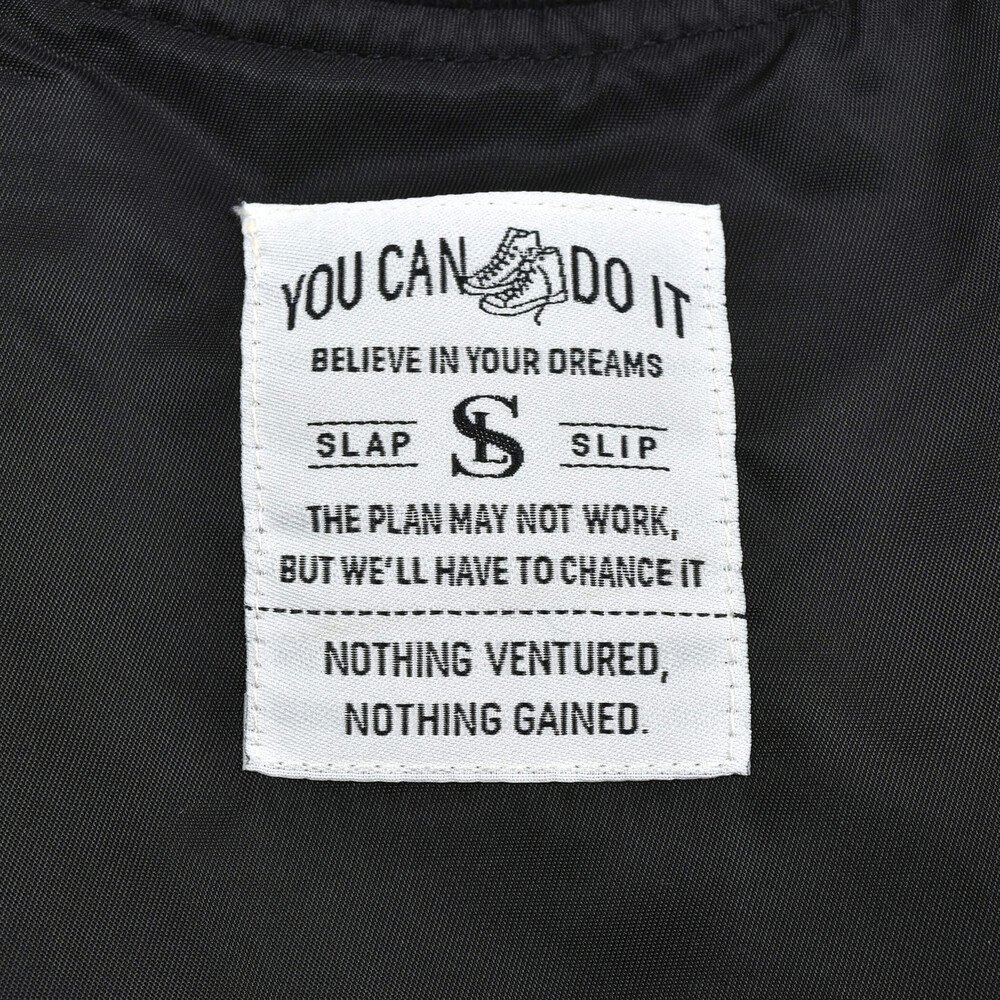 YOU CAN DO IT
BELIEVE IN YOUR DREAMS
SLAP SL SLIP
THE PLAN MAY NOT WORK,
BUT WE'LL HAVE TO CHANCE IT
NOTHING VENTURED,
NOTHING GAINED.